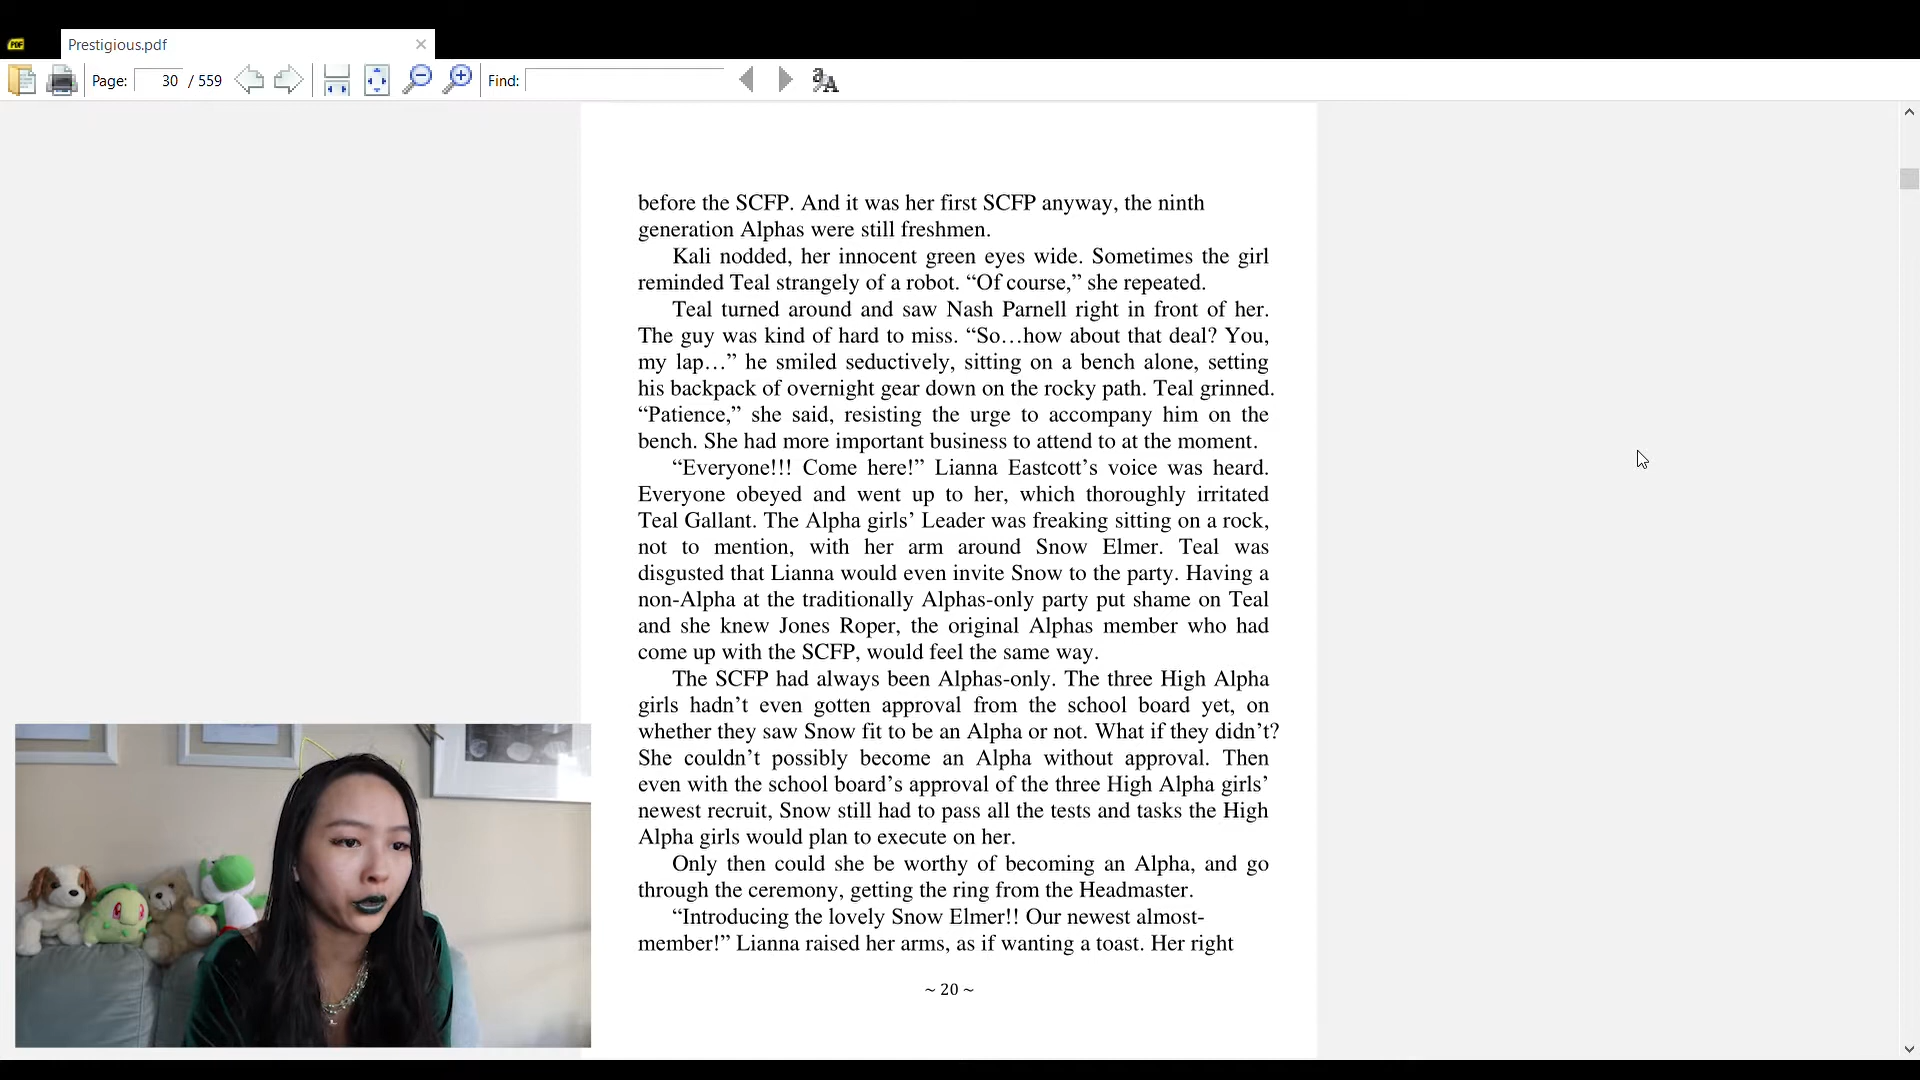 Prestigious.pdf
Page: 30 / 559
Find:
before the SCFP. And it was her first SCFP anyway, the ninth
generation Alphas were still freshmen.
Kali nodded, her innocent green eyes wide. Sometimes the girl
reminded Teal strangely of a robot. “Of course,” she repeated.
Teal turned around and saw Nash Parnell right in front of her.
The guy was kind of hard to miss. “So…how about that deal? You,
my lap…” he smiled seductively, sitting on a bench alone, setting
his backpack of overnight gear down on the rocky path. Teal grinned.
“Patience,” she said, resisting the urge to accompany him on the
bench. She had more important business to attend to at the moment.
“Everyone!!! Come here!” Lianna Eastcott’s voice was heard.
Everyone obeyed and went up to her, which thoroughly irritated
Teal Gallant. The Alpha girls’ Leader was freaking sitting on a rock,
not to mention, with her arm around Snow Elmer. Teal was
disgusted that Lianna would even invite Snow to the party. Having a
non-Alpha at the traditionally Alphas-only party put shame on Teal
and she knew Jones Roper, the original Alphas member who had
come up with the SCFP, would feel the same way.
The SCFP had always been Alphas-only. The three High Alpha
girls hadn’t even gotten approval from the school board yet, on
whether they saw Snow fit to be an Alpha or not. What if they didn’t?
She couldn’t possibly become an Alpha without approval. Then
even with the school board’s approval of the three High Alpha girls’
newest recruit, Snow still had to pass all the tests and tasks the High
Alpha girls would plan to execute on her.
Only then could she be worthy of becoming an Alpha, and go
through the ceremony, getting the ring from the Headmaster.
“Introducing the lovely Snow Elmer!! Our newest almost-
member!” Lianna raised her arms, as if wanting a toast. Her right
~ 20 ~